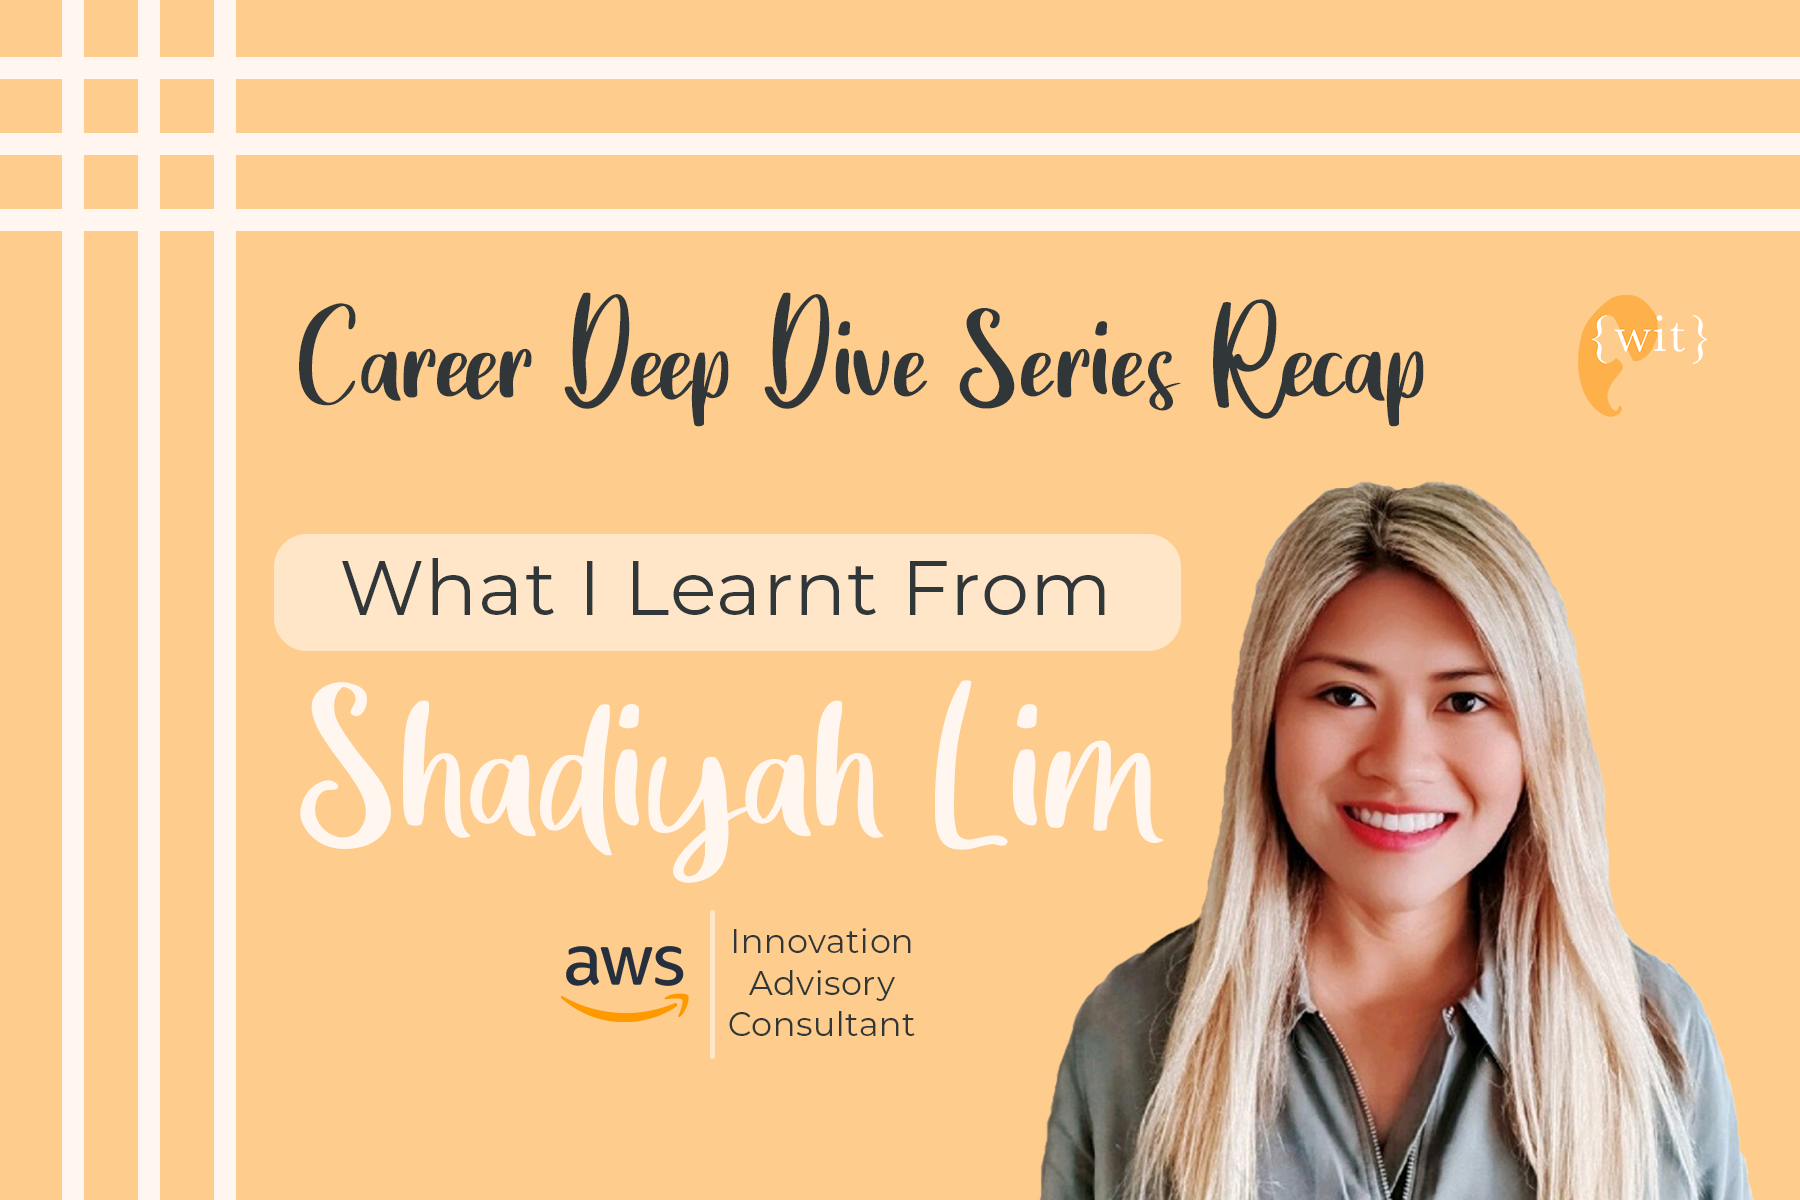 Career Deep Dive Series Recap
{wit}
What I Learnt From
Shadiyah Lim
aws
Innovation
Advisory
Consultant